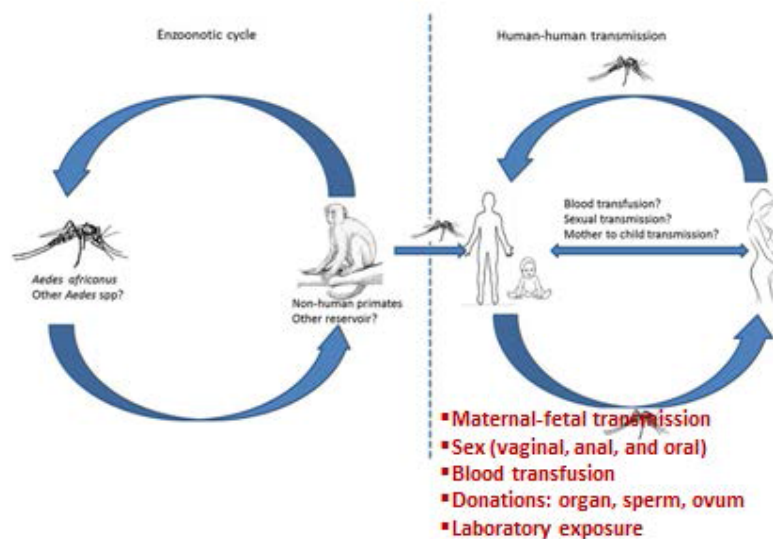 Enzoonotic cycle
Human-human transmission
Aedes africanus
Other Aedes spp?
Non-human primates
Other reservoir?
Blood transfusion?
Sexual transmission?
Mother to child transmission?
▪Maternal-fetal transmission
▪Sex (vaginal, anal, and oral)
▪Blood transfusion
▪Donations: organ, sperm, ovum
▪Laboratory exposure